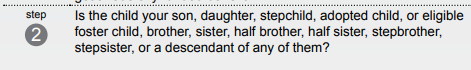 step
2
Is the child your son, daughter, stepchild, adopted child, or eligible
foster child, brother, sister, half brother, half sister, stepbrother,
stepsister, or a descendant of any of them?